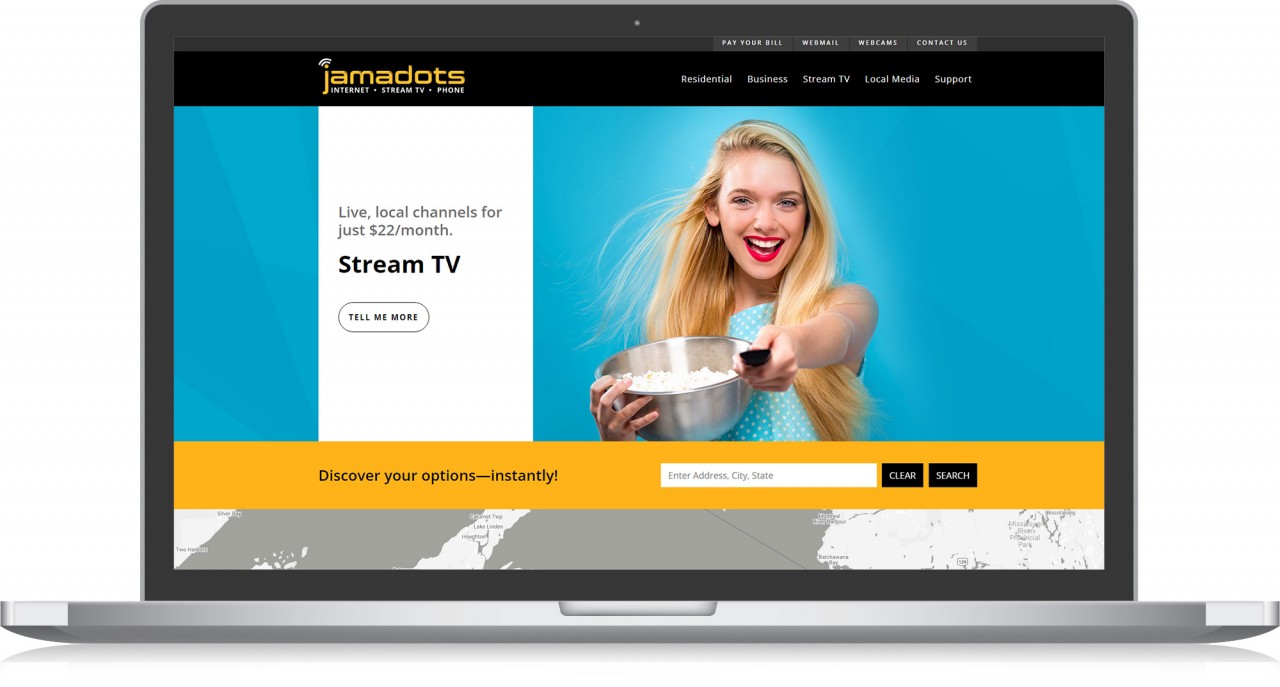 PAY YOUR BILL
WEBMAIL
WEBCAMS
CONTACT US
jamadots
INTERNET • STREAM TV • PHONE
Residential
Business
Stream TV
Local Media
Support
Live, local channels for
just $22/month.
Stream TV
TELL ME MORE
Discover your options—instantly!
Enter Address, City, State
CLEAR
SEARCH
Silver Bay
Two Harbors
Calumet Twp
Lake Linden
Houghton
Batchawana
Bay
Mississagi
River
Provincial
Park
Biscotasing
129